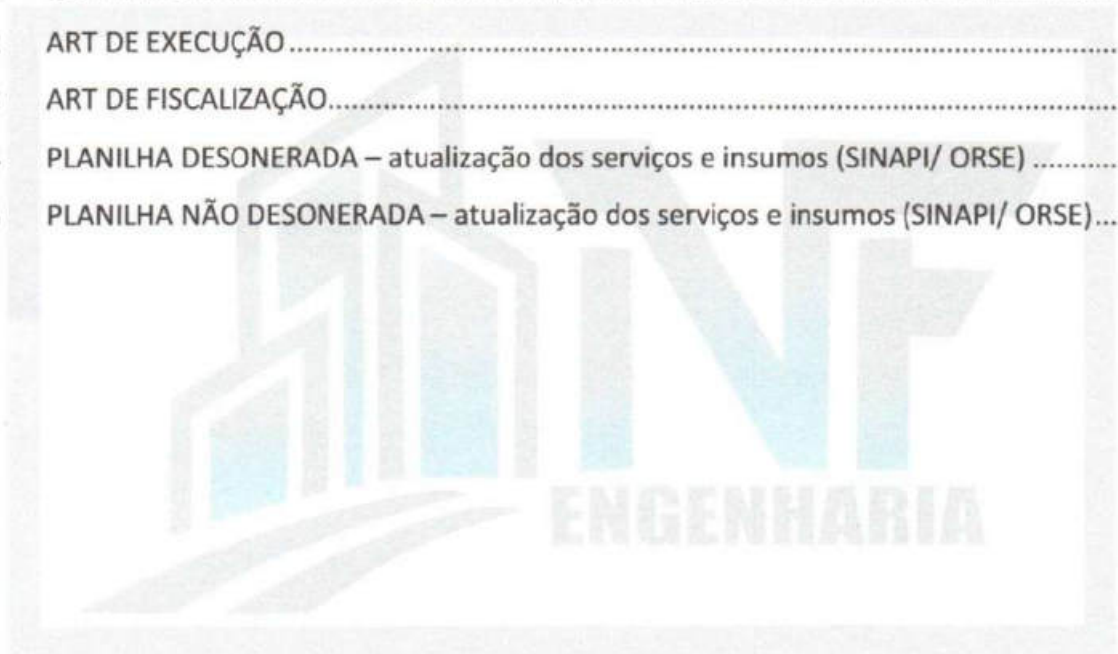 ART DE EXECUÇÃO..........................................................................................
ART DE FISCALIZAÇÃO.....................................................................................
PLANILHA DESONERADA – atualização dos serviços e insumos (SINAPI/ ORSE) ............
PLANILHA NÃO DESONERADA – atualização dos serviços e insumos (SINAPI/ ORSE)...
NF
ENGENHARIA